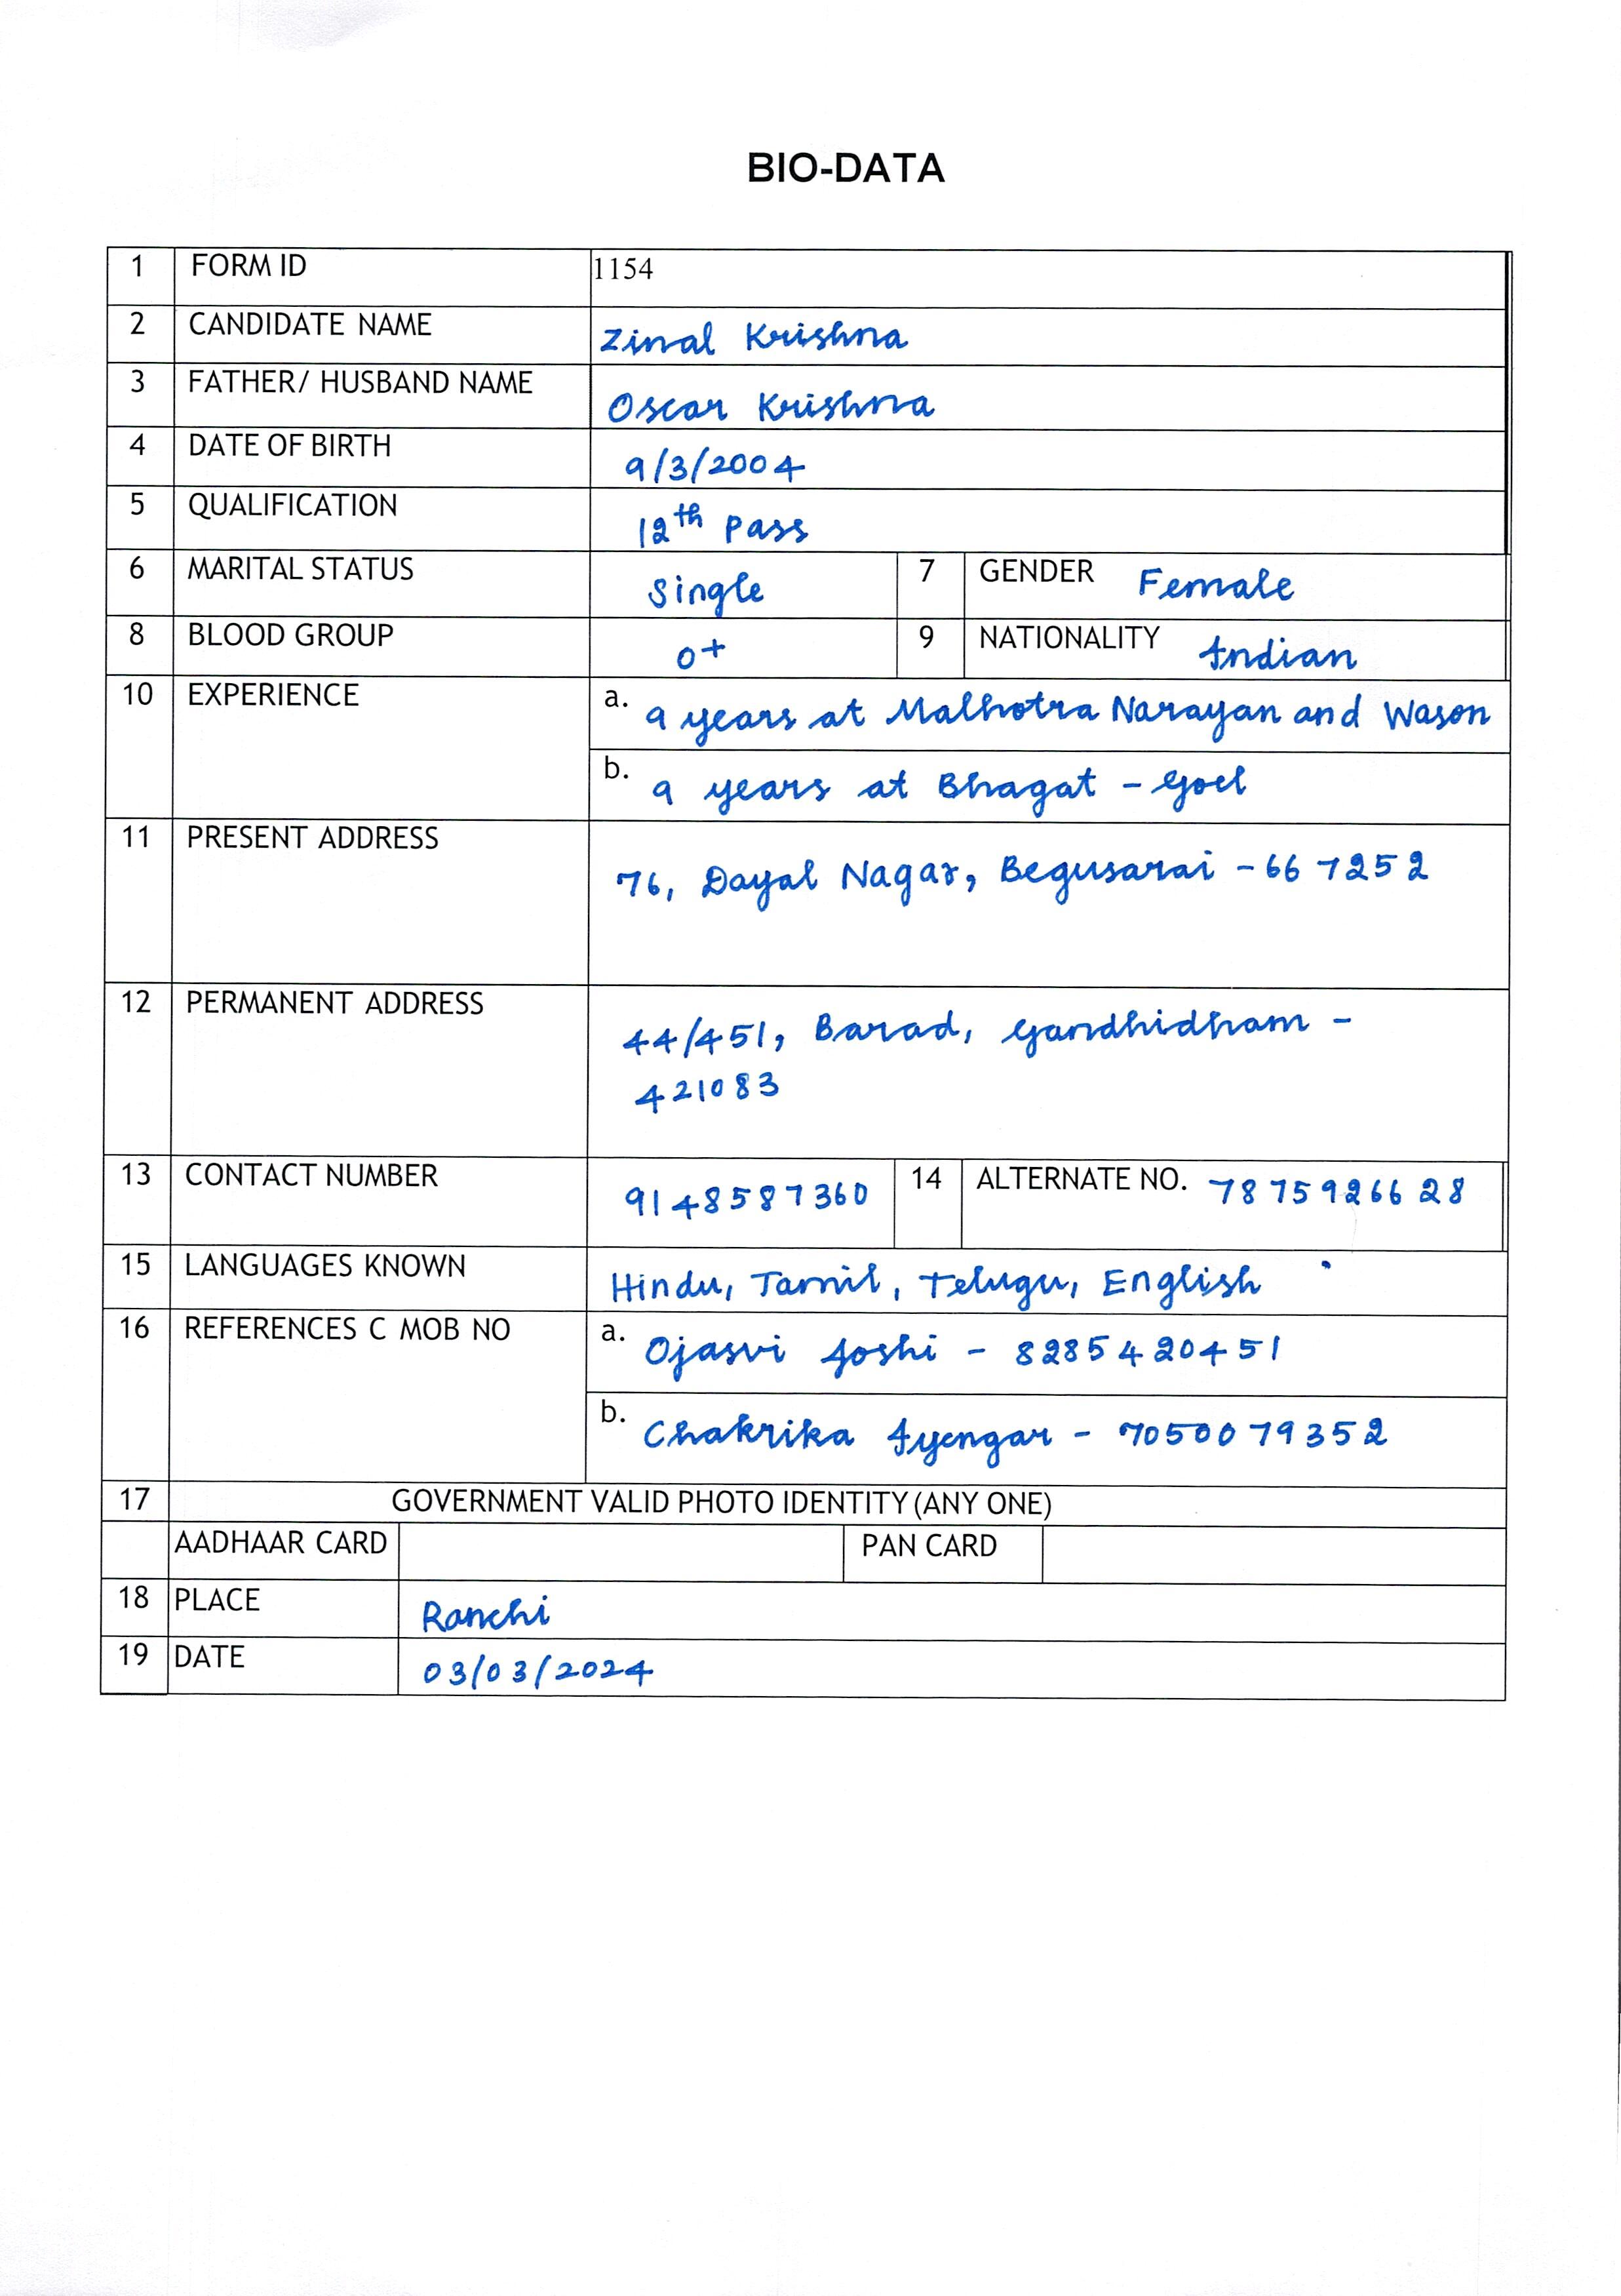 BIO-DATA
1 FORM ID 1154
2 CANDIDATE NAME Zinal Krishna
3 FATHER/ HUSBAND NAME Oscar Krishna
4 DATE OF BIRTH 9/3/2004
5 QUALIFICATION 12th Pass
6 MARITAL STATUS Single 7 GENDER Female
8 BLOOD GROUP O+ 9 NATIONALITY Indian
10 EXPERIENCE a. 9 years at Malhotra Narayan and Wason
b. 9 years at Bhagat - Goel
11 PRESENT ADDRESS 76, Dayal Nagar, Begusarai - 667252
12 PERMANENT ADDRESS 44/451, Barad, Gandhidham -
421083
13 CONTACT NUMBER 9148587360 14 ALTERNATE NO. 7875926628
15 LANGUAGES KNOWN Hindu, Tamil, Telugu, English
16 REFERENCES C MOB NO a. Ojasvi Joshi - 8285420451
b. Chakrika Iyengar - 7050079352
17 GOVERNMENT VALID PHOTO IDENTITY (ANY ONE)
AADHAAR CARD PAN CARD
18 PLACE Ranchi
19 DATE 03/03/2024